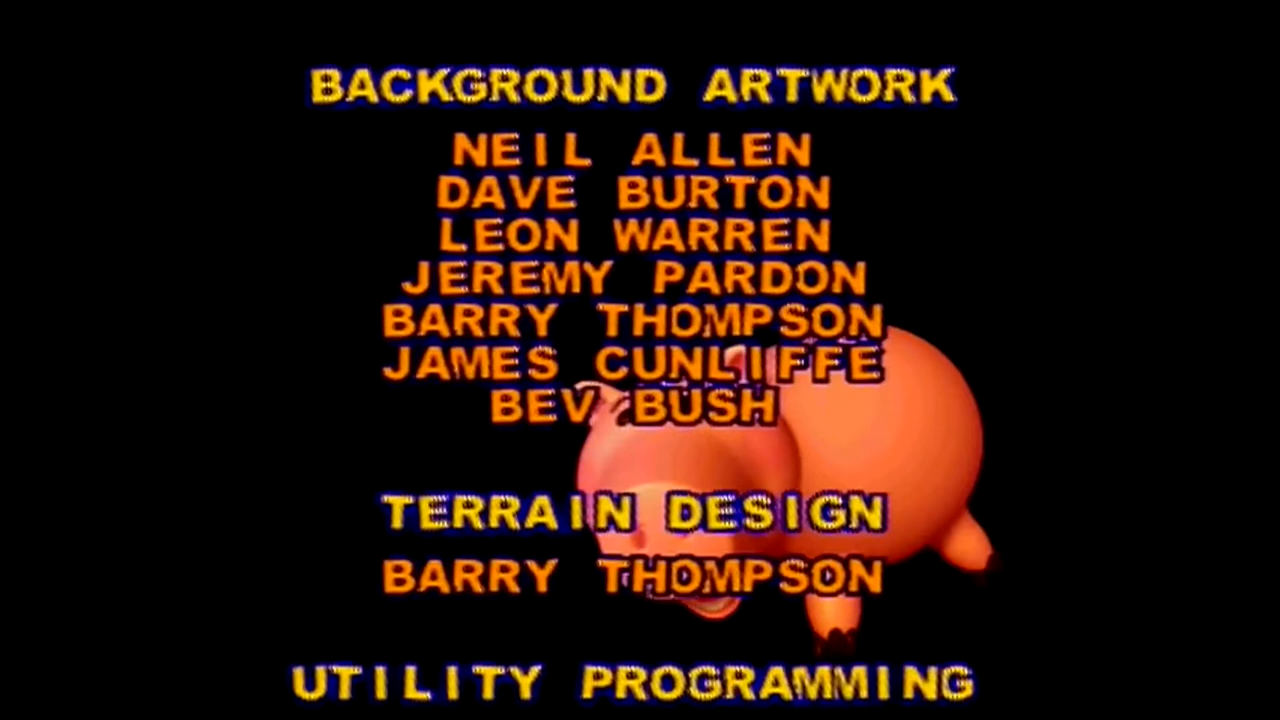 BACKGROUND ARTWORK
NEIL ALLEN
DAVE BURTON
LEON WARREN
JEREMY PARDON
BARRY THOMPSON
JAMES CUNLIFFE
BEV BUSH
TERRAIN DESIGN
BARRY THOMPSON
UTILITY PROGRAMMING